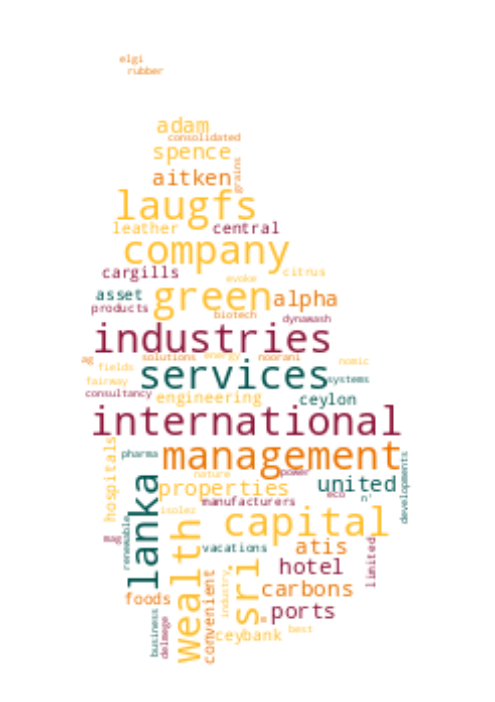 elgi
rubber
adam
consolidated
spence
grains
aitken
laugfs
leather central
company
cargills evoke citrus
asset green alpha
products biotech dynawash
industries
ag solutions energy noorani nomic
fields
services systems
fairway
consultancy engineering ceylon
international
hospitals
pharma management
nature power united developments
lanka properties eco n'
manufacturers
isolez capital
mag renewable wealth vacations atis limited
sri hotel
industry carbons
foods convenient ports
business delmege ceybank best